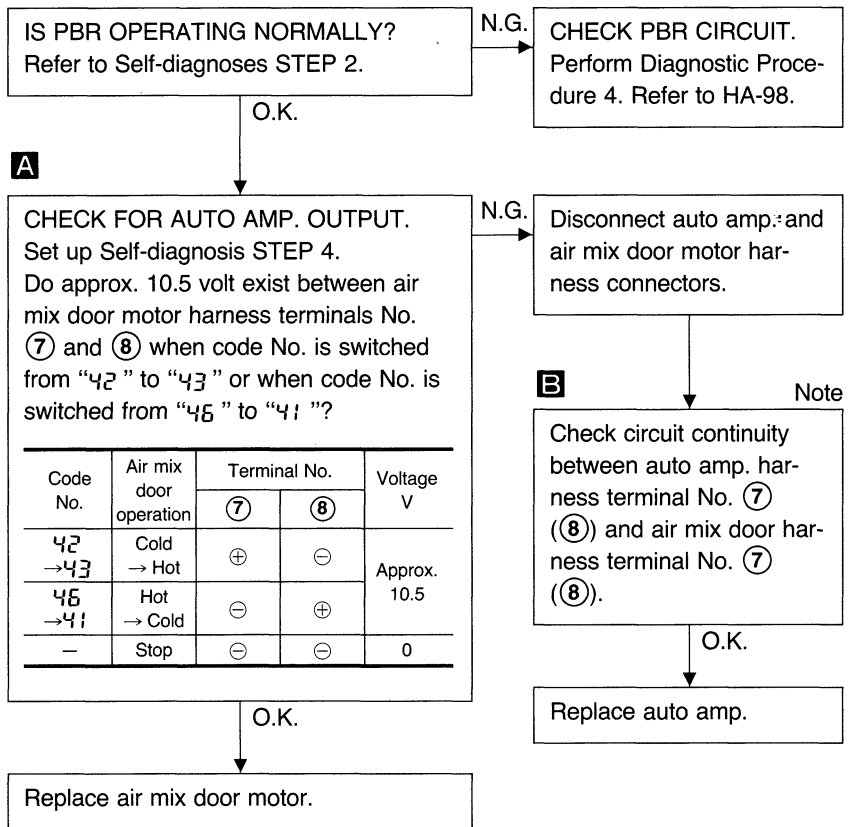 IS PBR OPERATING NORMALLY?
Refer to Self-diagnoses STEP 2.
N.G.
CHECK PBR CIRCUIT.
Perform Diagnostic Proce-
dure 4. Refer to HA-98.
O.K.
A
CHECK FOR AUTO AMP. OUTPUT.
Set up Self-diagnosis STEP 4.
Do approx. 10.5 volt exist between air
mix door motor harness terminals No.
⑦ and ⑧ when code No. is switched
from “42” to “43” or when code No. is
switched from “46” to “41”?
Code No. Air mix door operation Terminal No. Voltage V
⑦ ⑧
42 →43 Cold → Hot ⊕ ⊖ Approx. 10.5
46 →41 Hot → Cold ⊖ ⊕
– Stop ⊖ ⊖ 0
N.G.
Disconnect auto amp. and
air mix door motor har-
ness connectors.
B
Note
Check circuit continuity
between auto amp. har-
ness terminal No. ⑦
(⑧) and air mix door har-
ness terminal No. ⑦
(⑧).
O.K.
Replace auto amp.
O.K.
Replace air mix door motor.